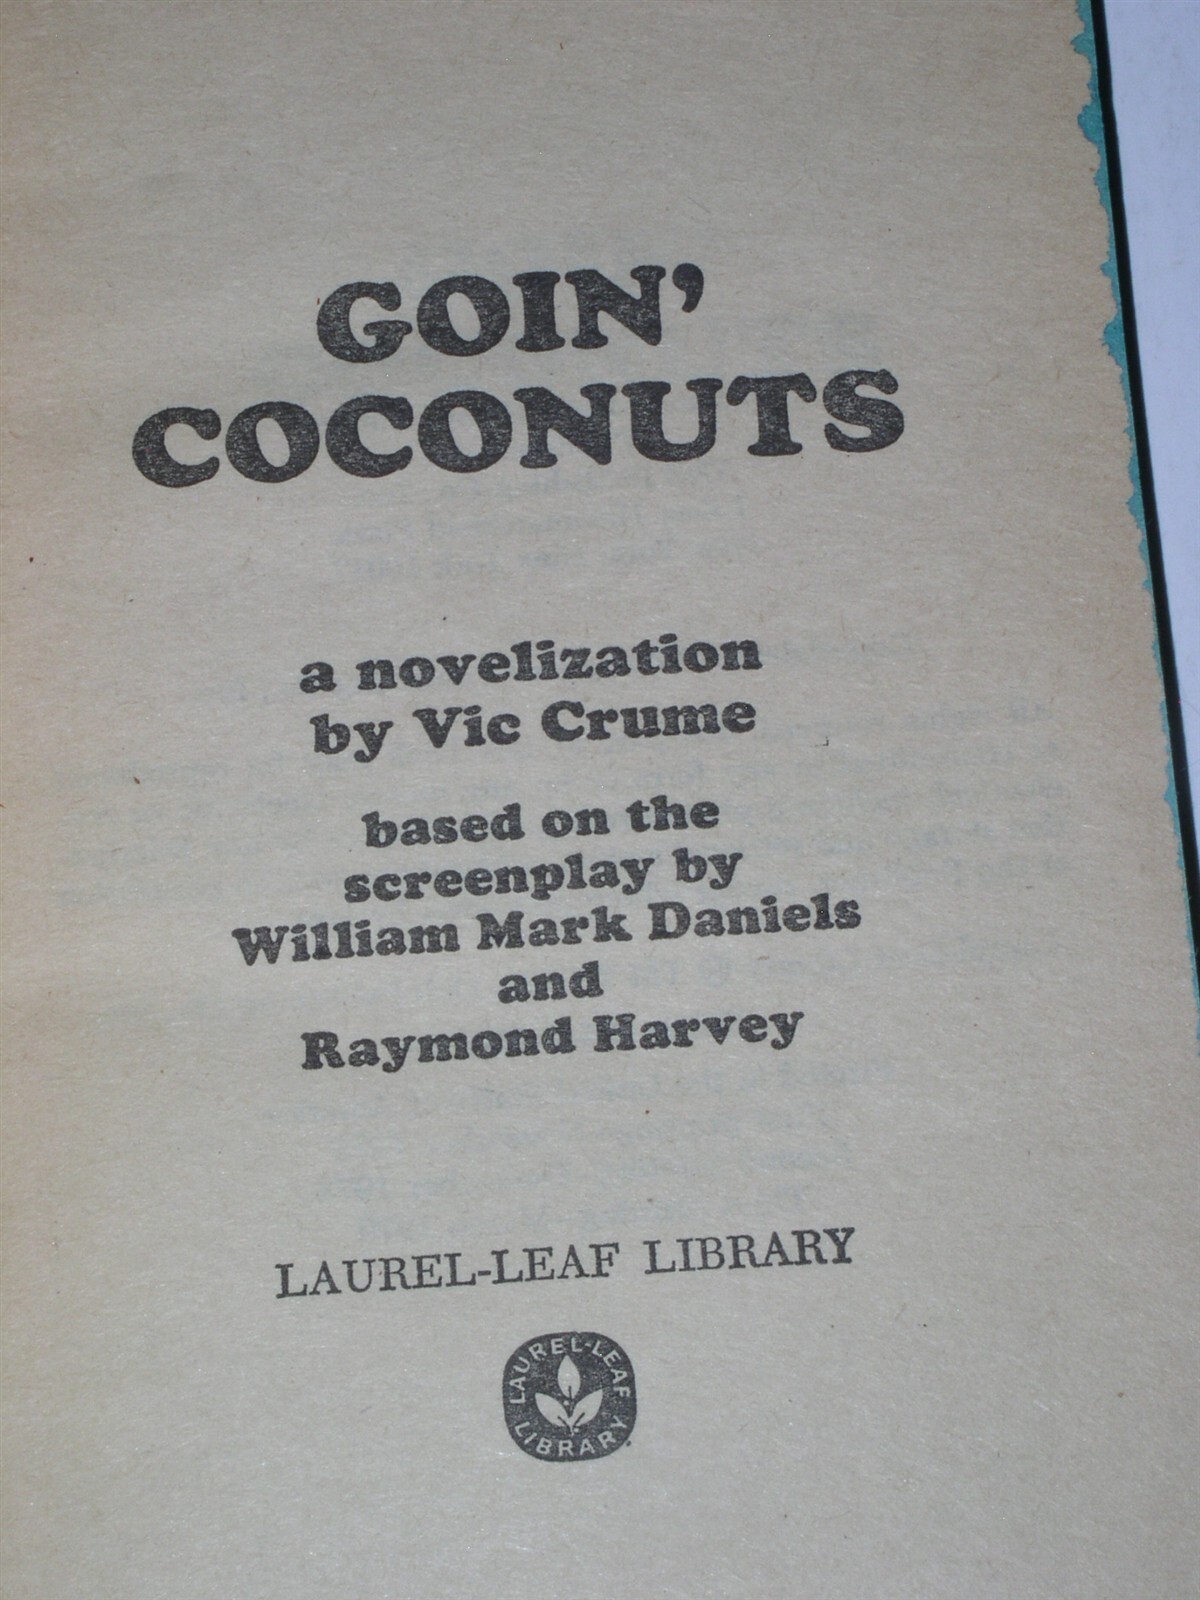 GOIN’
COCONUTS
a novelization
by Vic Crume
based on the
screenplay by
William Mark Daniels
and
Raymond Harvey
LAUREL-LEAF LIBRARY
LAUREL-LEAF
LIBRARY